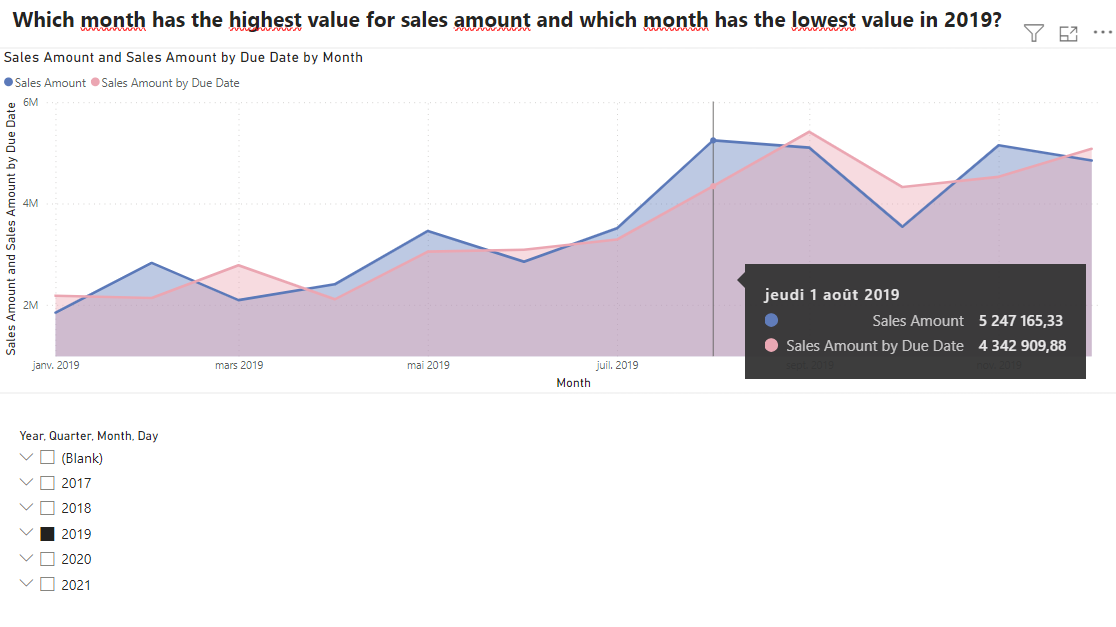 Which month has the highest value for sales amount and which month has the lowest value in 2019?
Sales Amount and Sales Amount by Due Date by Month
Sales Amount Sales Amount by Due Date
Sales Amount and Sales Amount by Due Date
6M
4M
2M
jeudi 1 août 2019
Sales Amount 5 247 165,33
Sales Amount by Due Date 4 342 909,88
janv. 2019 mars 2019 mai 2019 juil. 2019 sept. 2019 nov. 2019
Month
Year, Quarter, Month, Day
(Blank)
2017
2018
2019
2020
2021